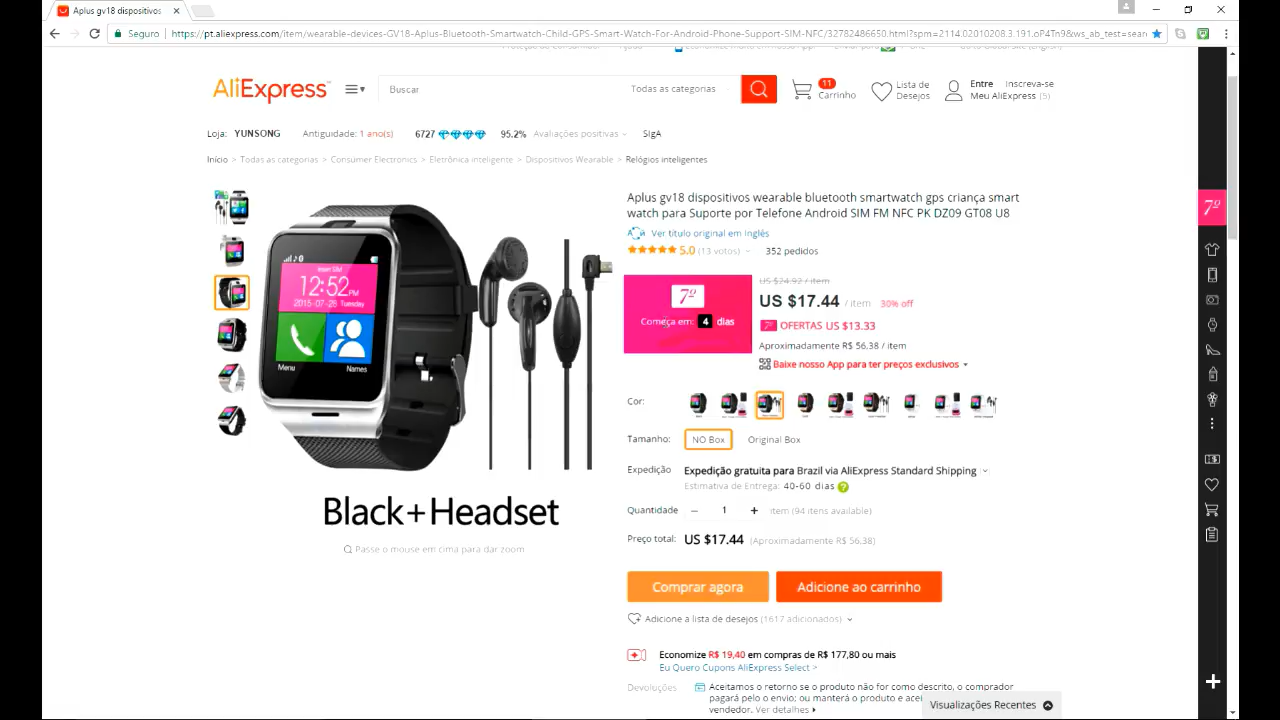 Aplus gv18 dispositivos
Seguro
https://pt.aliexpress.com/item/wearable-devices-GV18-Aplus-Bluetooth-Smartwatch-Child-GPS-Smart-Watch-For-Android-Phone-Support-SIM-NFC/32782486650.html?spm=2114.02010208.3.191.oP4Tn9&ws_ab_test=sear
AliExpress
Buscar
Todas as categorias
11
Carrinho
Lista de
Desejos
Entre Inscreva-se
Meu AliExpress (5)
Loja: YUNSONG Antiguidade: 1 ano(s) 6727 95.2% Avaliações positivas SIgA
Início > Todas as categorias > Consumer Electronics > Eletrônica inteligente > Dispositivos Wearable > Relógios inteligentes
Aplus gv18 dispositivos wearable bluetooth smartwatch gps criança smart
watch para Suporte por Telefone Android SIM FM NFC PK DZ09 GT08 U8
Ver título original em Inglês
5.0 (13 votos) 352 pedidos
7º
Começa em: 4 dias
US $24.92 / item
US $17.44 / item 30% off
7º OFERTAS US $13.33
Aproximadamente R$ 56,38 / item
Baixe nosso App para ter preços exclusivos
7º
Insert SIM
12:52
PM
2015-07-28 Tuesday
Menu Names
Black+Headset
Passe o mouse em cima para dar zoom
Cor:
Tamanho: NO Box Original Box
Expedição Expedição gratuita para Brazil via AliExpress Standard Shipping
Estimativa de Entrega: 40-60 dias ?
Quantidade − 1 + item (94 itens available)
Preço total: US $17.44 (Aproximadamente R$ 56,38)
Comprar agora
Adicione ao carrinho
Adicione a lista de desejos (1617 adicionados)
Economize R$ 19,40 em compras de R$ 177,80 ou mais
Eu Quero Cupons AliExpress Select >
Devoluções Aceitamos o retorno se o produto não for como descrito, o comprador
pagará pelo o envio; ou manterá o produto e
vendedor. Ver detalhes
Visualizações Recentes